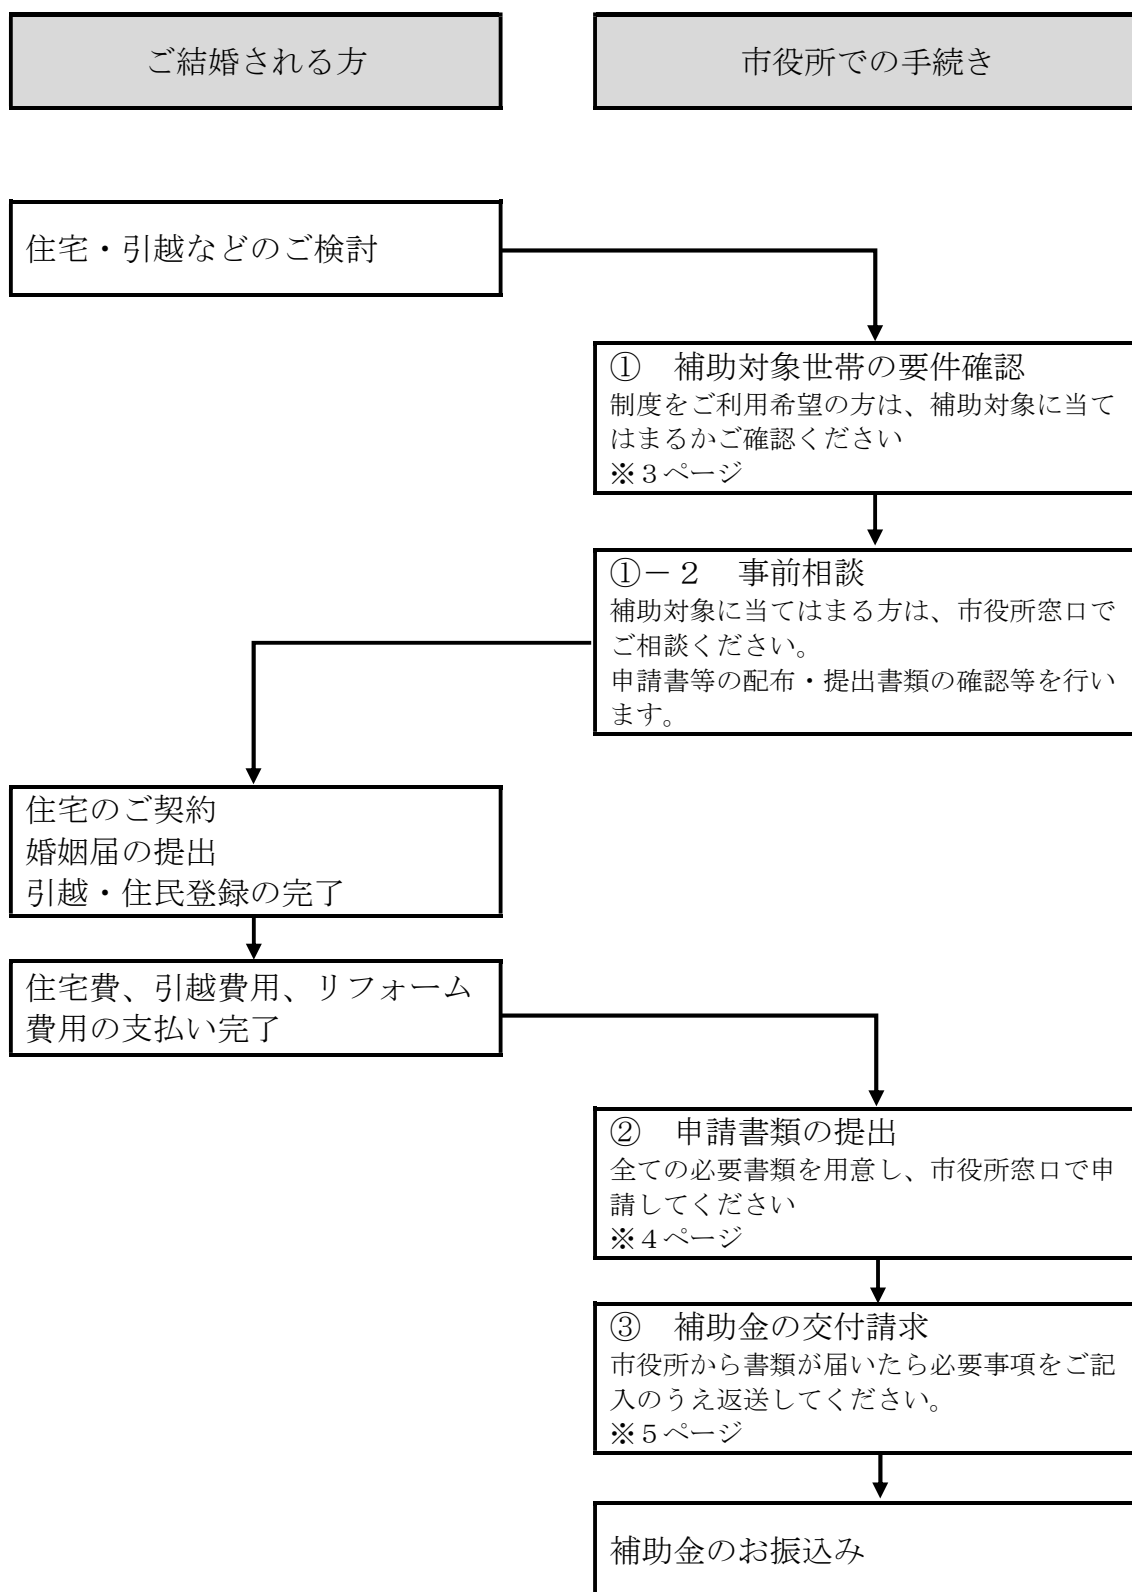 ご結婚される方
市役所での手続き
住宅・引越などのご検討
①　補助対象世帯の要件確認
制度をご利用希望の方は、補助対象に当て
はまるかご確認ください
※３ページ
①－２　事前相談
補助対象に当てはまる方は、市役所窓口で
ご相談ください。
申請書等の配布・提出書類の確認等を行い
ます。
住宅のご契約
婚姻届の提出
引越・住民登録の完了
住宅費、引越費用、リフォーム
費用の支払い完了
②　申請書類の提出
全ての必要書類を用意し、市役所窓口で申
請してください
※４ページ
③　補助金の交付請求
市役所から書類が届いたら必要事項をご記
入のうえ返送してください。
※５ページ
補助金のお振込み